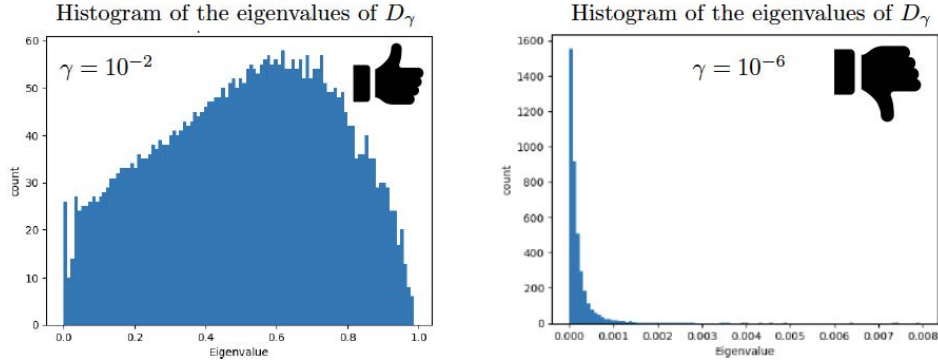 Histogram of the eigenvalues of D_γ
γ = 10⁻²
60
50
40
30
20
10
0
count
0.0 0.2 0.4 0.6 0.8 1.0
Eigenvalue
Histogram of the eigenvalues of D_γ
γ = 10⁻⁶
1600
1400
1200
1000
800
600
400
200
0
count
0.000 0.001 0.002 0.003 0.004 0.005 0.006 0.007 0.008
Eigenvalue